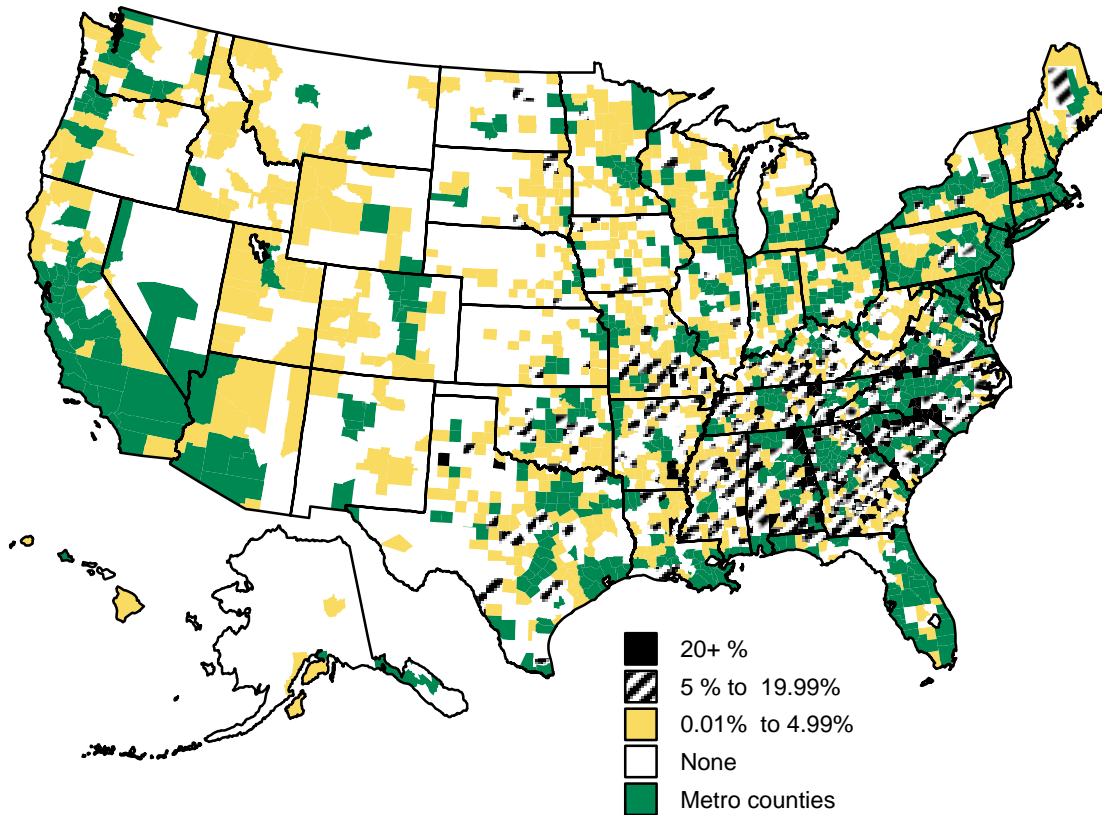 20+ %
5 % to 19.99%
0.01% to 4.99%
None
Metro counties